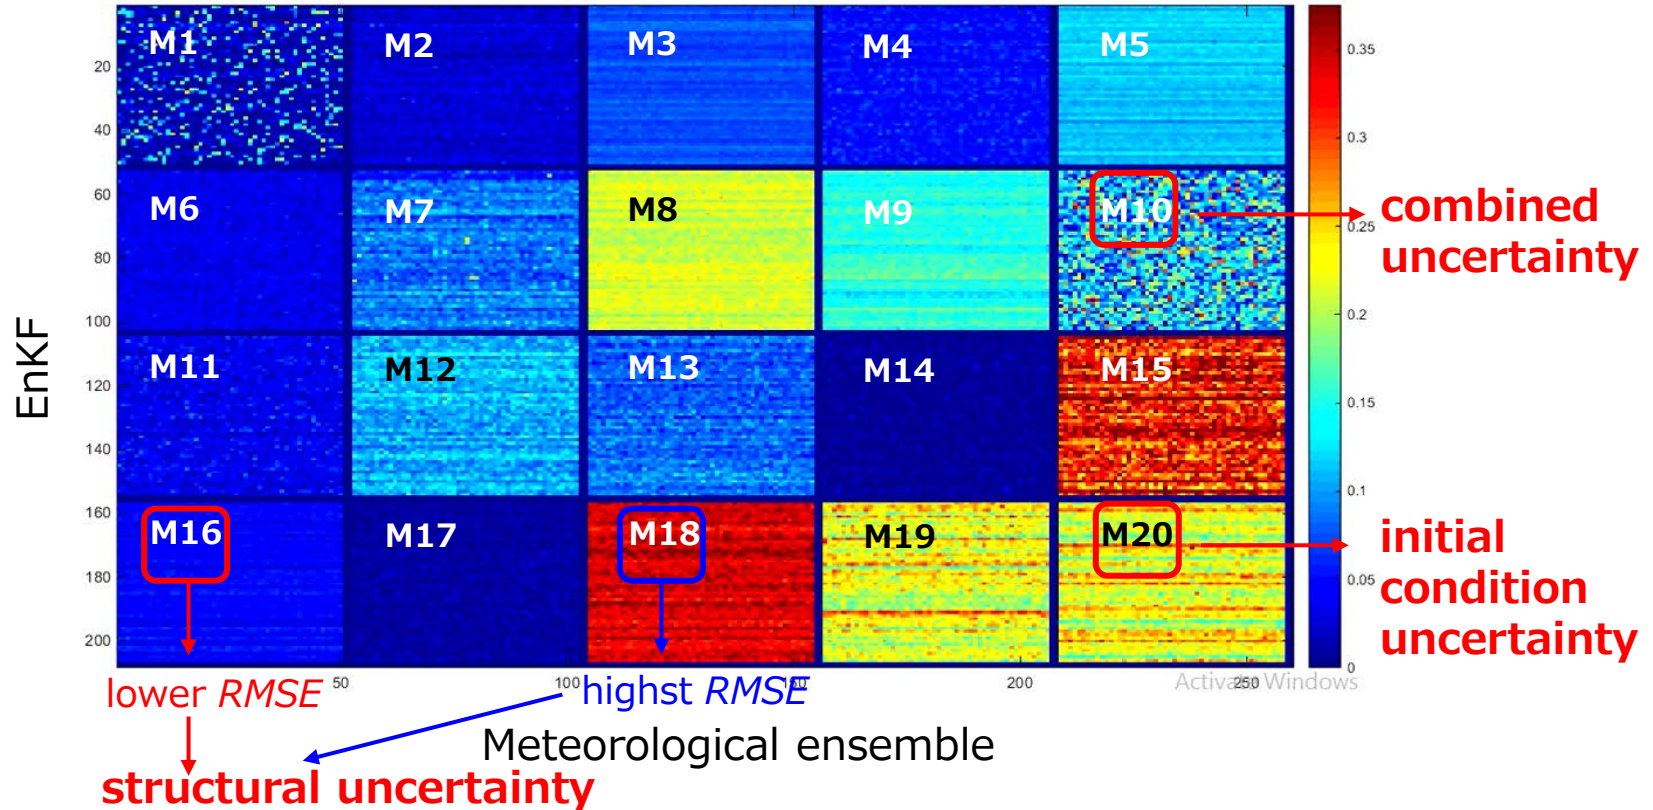 M1 M2 M3 M4 M5
0.35
20
40
0.3
60
M6 M7 M8 M9 M10
combined
0.25
uncertainty
80
100
0.2
M11 M12 M13 M14 M15
EnKF
120
0.15
140
0.1
160
M16 M17 M18 M19 M20
initial
180
0.05
condition
200
uncertainty
0
50 100 150 200 250
Activate Windows
lower RMSE
highst RMSE
Meteorological ensemble
structural uncertainty